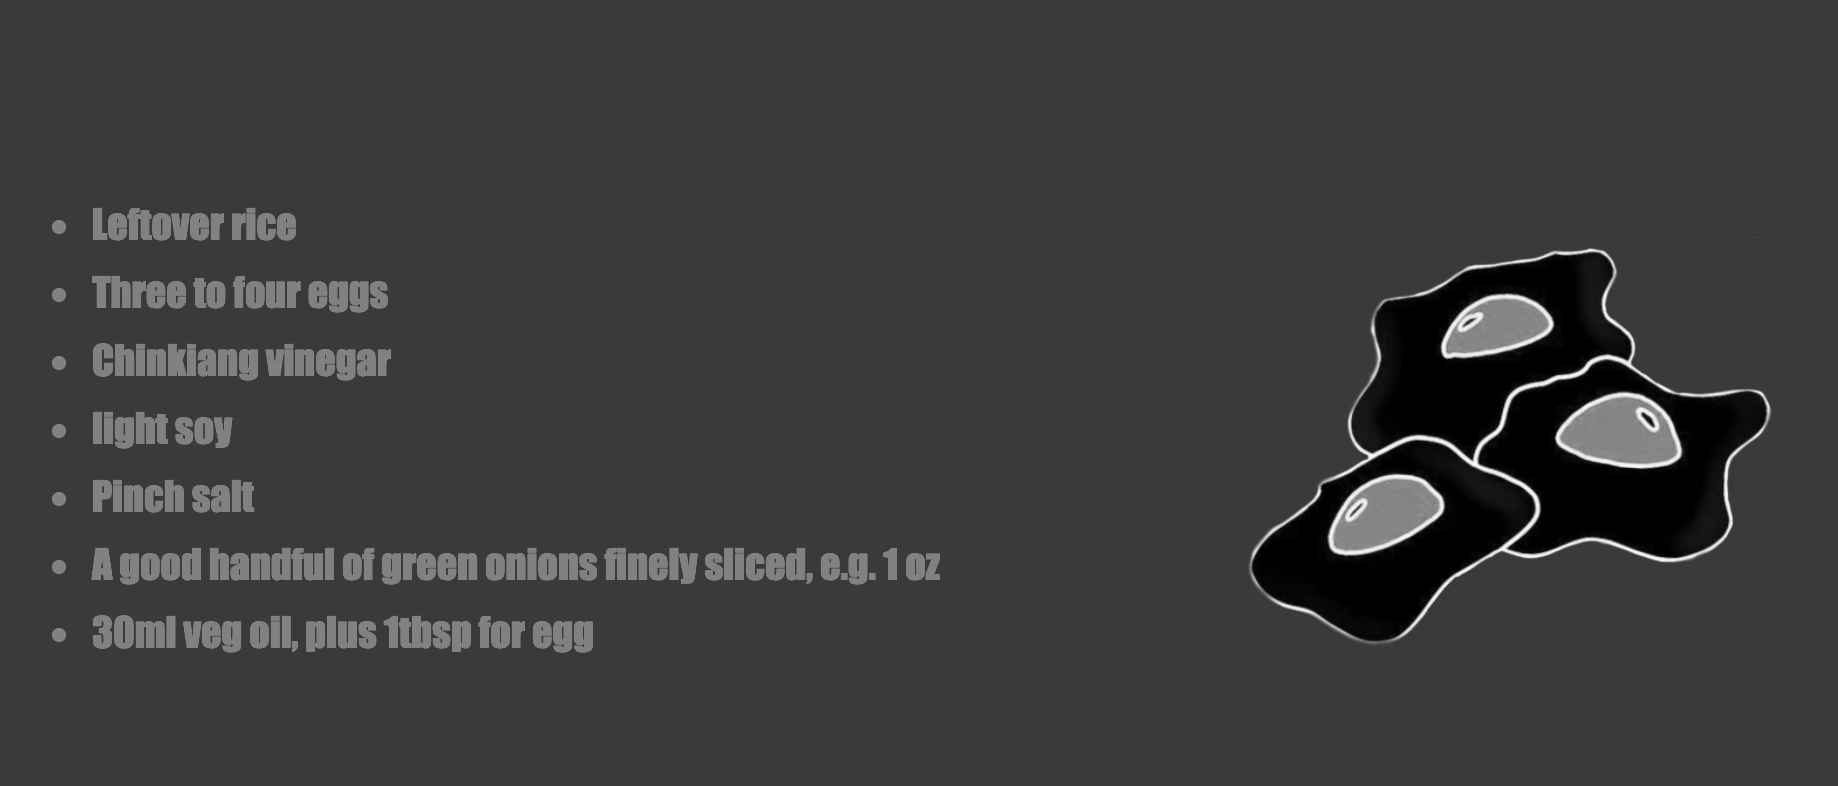 • Leftover rice
• Three to four eggs
• Chinkiang vinegar
• light soy
• Pinch salt
• A good handful of green onions finely sliced, e.g. 1 oz
• 30ml veg oil, plus 1tbsp for egg